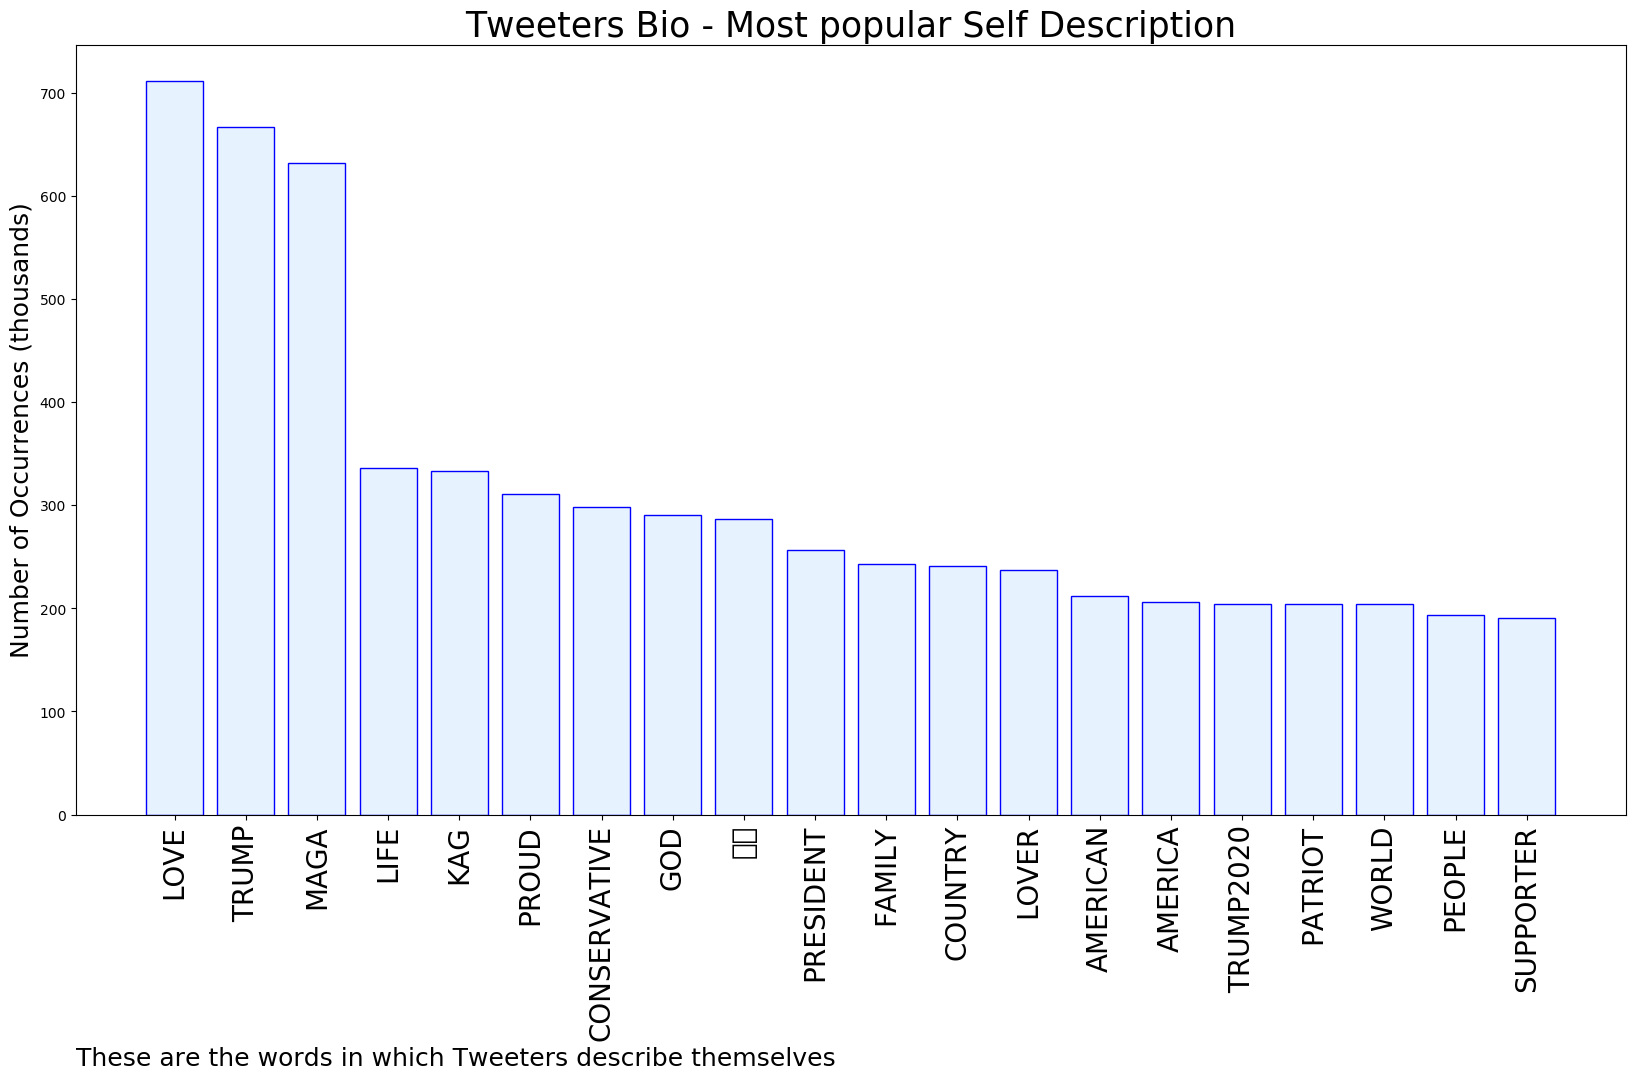 Tweeters Bio - Most popular Self Description
Number of Occurrences (thousands)
700
600
500
400
300
200
100
0
LOVE
TRUMP
MAGA
LIFE
KAG
PROUD
CONSERVATIVE
GOD
PRESIDENT
FAMILY
COUNTRY
LOVER
AMERICAN
AMERICA
TRUMP2020
PATRIOT
WORLD
PEOPLE
SUPPORTER
These are the words in which Tweeters describe themselves